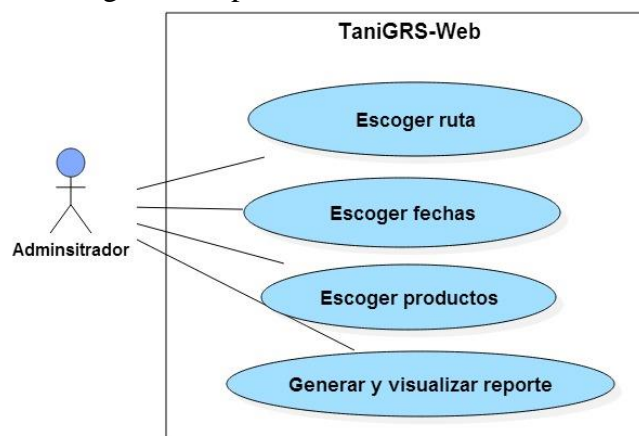 TaniGRS-Web
Escoger ruta
Escoger fechas
Adminsitrador
Escoger productos
Generar y visualizar reporte